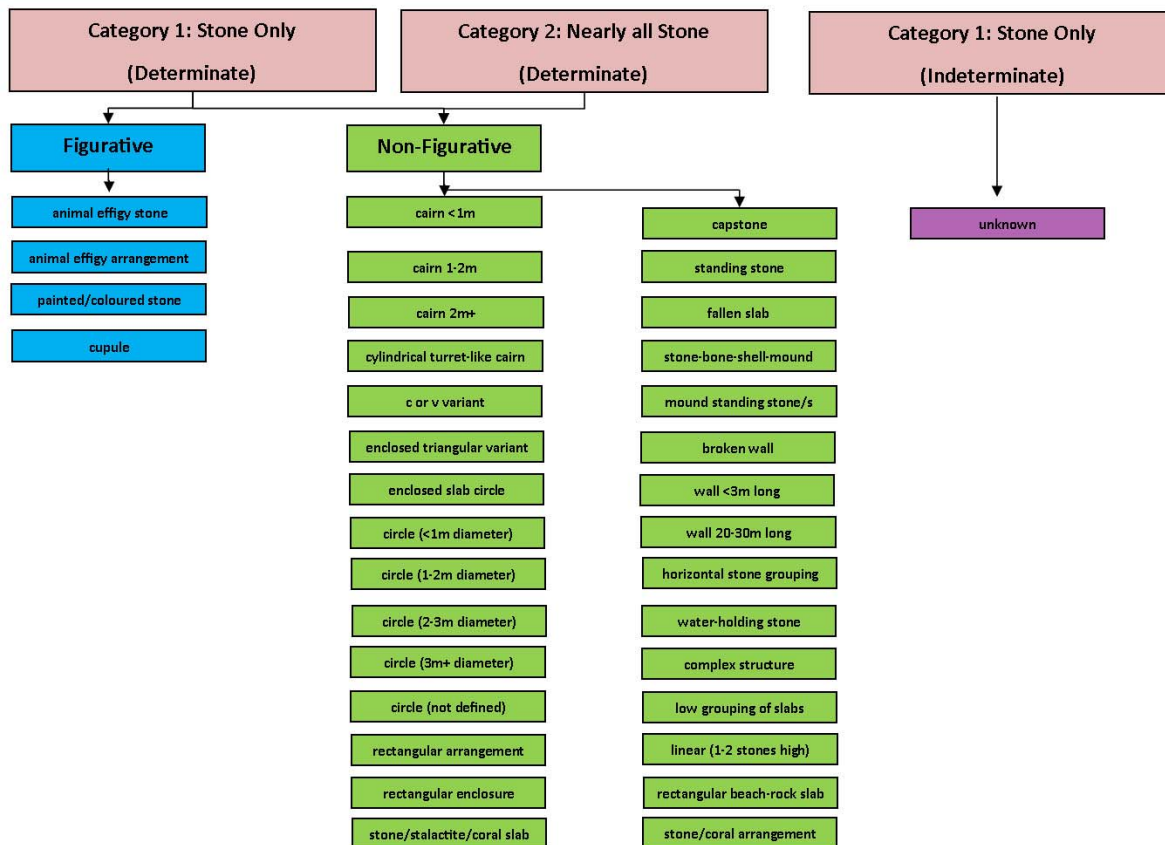 Category 1: Stone Only
(Determinate)
Category 2: Nearly all Stone
(Determinate)
Category 1: Stone Only
(Indeterminate)
Figurative
Non-Figurative
animal effigy stone
animal effigy arrangement
painted/coloured stone
cupule
cairn <1m
cairn 1-2m
cairn 2m+
cylindrical turret-like cairn
c or v variant
enclosed triangular variant
enclosed slab circle
circle (<1m diameter)
circle (1-2m diameter)
circle (2-3m diameter)
circle (3m+ diameter)
circle (not defined)
rectangular arrangement
rectangular enclosure
stone/stalactite/coral slab
capstone
standing stone
fallen slab
stone-bone-shell-mound
mound standing stone/s
broken wall
wall <3m long
wall 20-30m long
horizontal stone grouping
water-holding stone
complex structure
low grouping of slabs
linear (1-2 stones high)
rectangular beach-rock slab
stone/coral arrangement
unknown